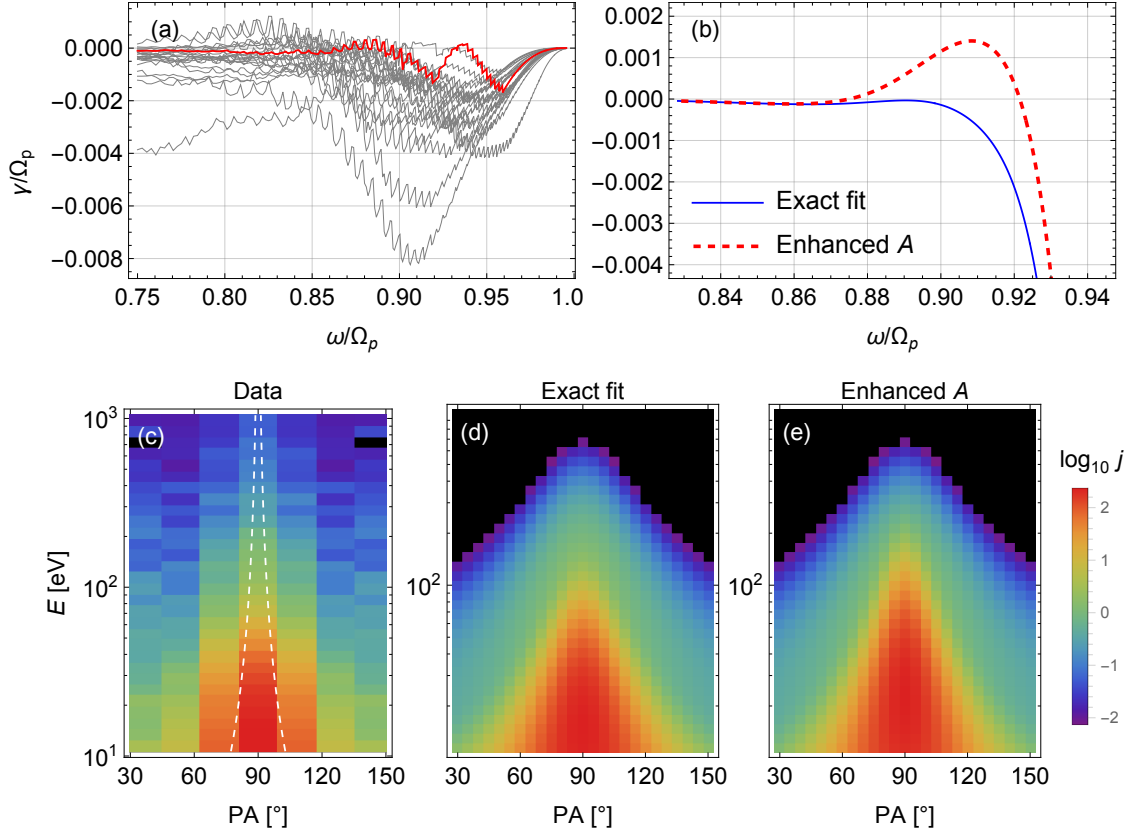 (a)
0.000
−0.002
−0.004
−0.006
−0.008
γ/Ωp
0.75 0.80 0.85 0.90 0.95 1.0
ω/Ωp
(b)
0.002
0.001
0.000
−0.001
−0.002
−0.003
−0.004
Exact fit
Enhanced A
0.84 0.86 0.88 0.90 0.92 0.94
ω/Ωp
Data
(c)
10³
10²
10¹
E [eV]
30 60 90 120 150
PA [°]
Exact fit
(d)
10²
30 60 90 120 150
PA [°]
Enhanced A
(e)
10²
30 60 90 120 150
PA [°]
log₁₀ j
2
1
0
−1
−2